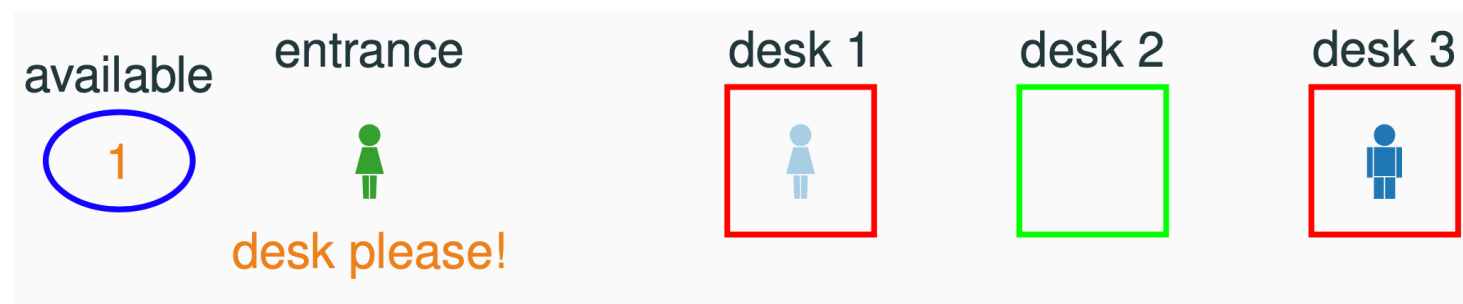 available
entrance
desk 1
desk 2
desk 3
1
desk please!